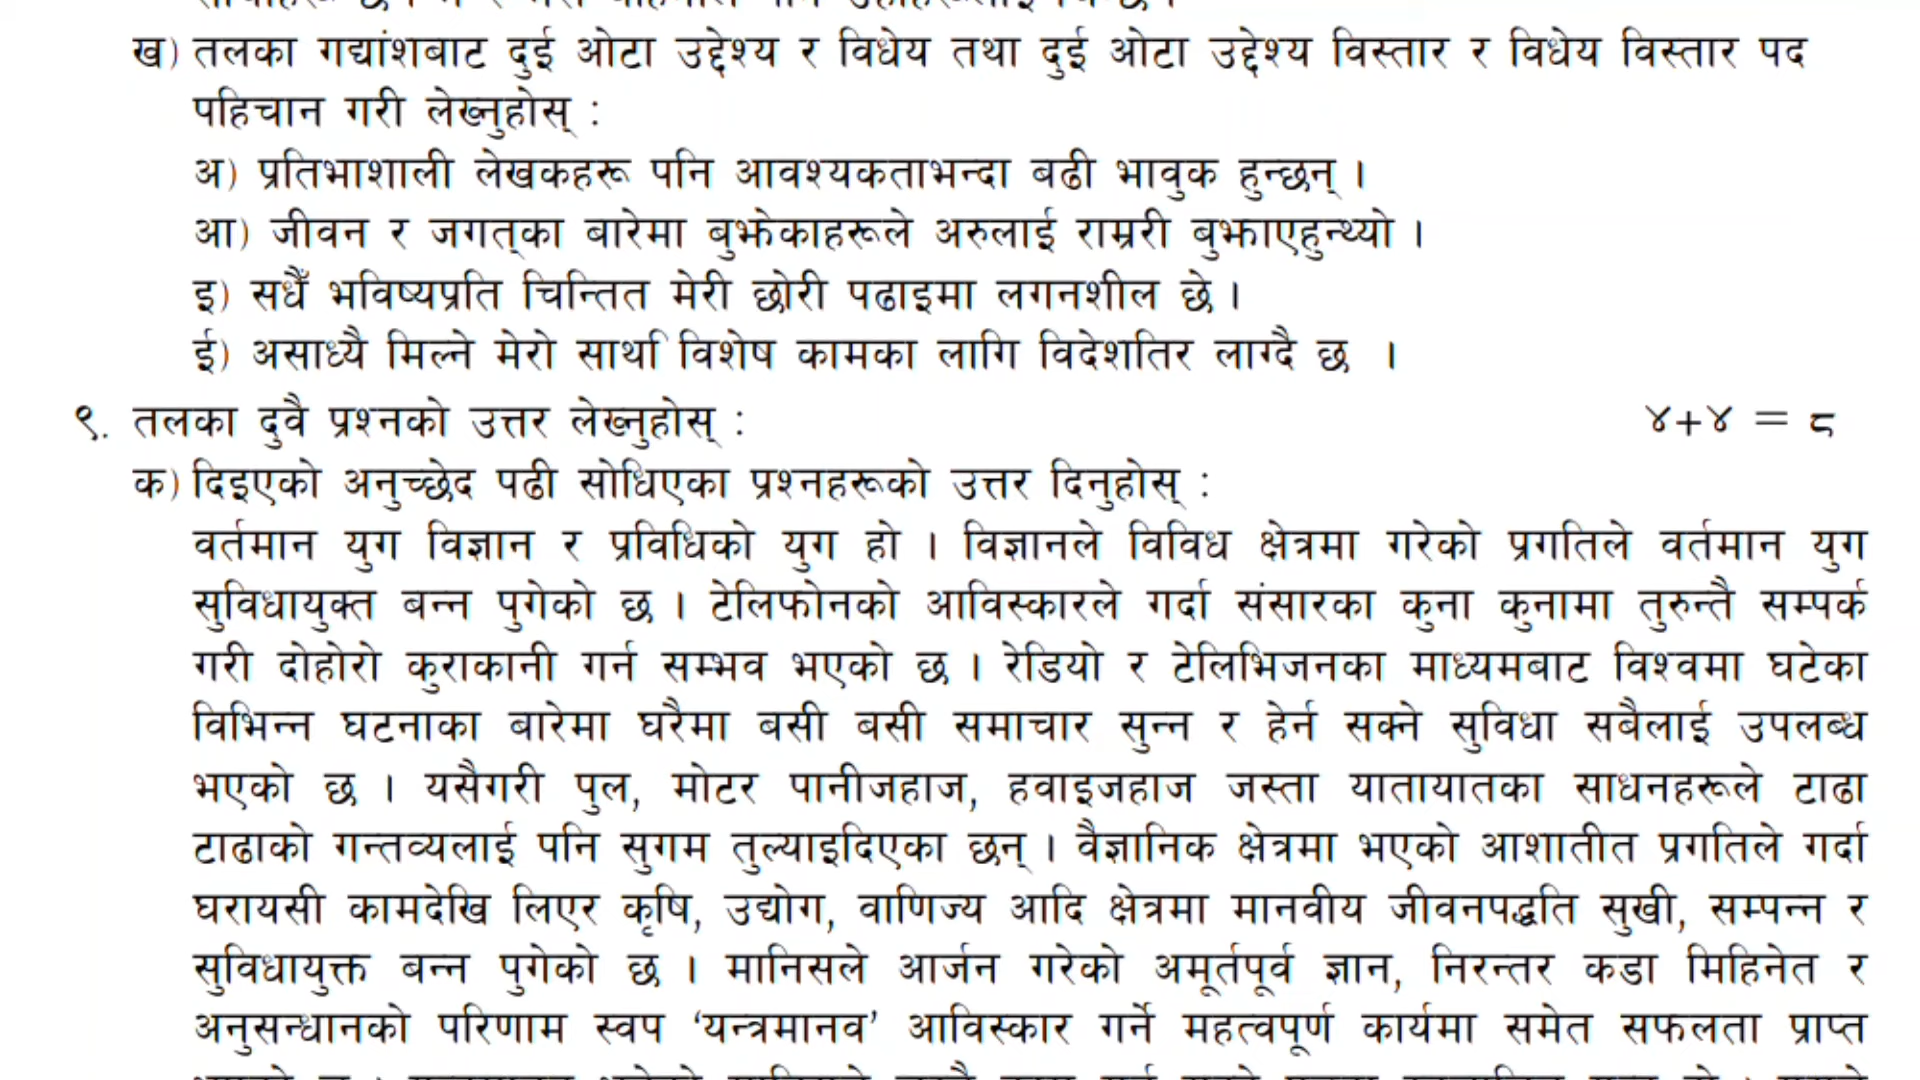 ख) तलका गद्यांशबाट दुई ओटा उद्देश्य र विधेय तथा दुई ओटा उद्देश्य विस्तार र विधेय विस्तार पद
पहिचान गरी लेख्नुहोस् :
अ) प्रतिभाशाली लेखकहरू पनि आवश्यकताभन्दा बढी भावुक हुन्छन् ।
आ) जीवन र जगत्का बारेमा बुझेकाहरूले अरुलाई राम्ररी बुझाएहुन्थ्यो ।
इ) सधैँ भविष्यप्रति चिन्तित मेरी छोरी पढाइमा लगनशील छे ।
ई) असाध्यै मिल्ने मेरो साथी विशेष कामका लागि विदेशतिर लाग्दै छ ।
९. तलका दुवै प्रश्नको उत्तर लेख्नुहोस् : ४+४ = ८
क) दिइएको अनुच्छेद पढी सोधिएका प्रश्नहरूको उत्तर दिनुहोस् :
वर्तमान युग विज्ञान र प्रविधिको युग हो । विज्ञानले विविध क्षेत्रमा गरेको प्रगतिले वर्तमान युग
सुविधायुक्त बन्न पुगेको छ । टेलिफोनको आविस्कारले गर्दा संसारका कुना कुनामा तुरुन्तै सम्पर्क
गरी दोहोरो कुराकानी गर्न सम्भव भएको छ । रेडियो र टेलिभिजनका माध्यमबाट विश्वमा घटेका
विभिन्न घटनाका बारेमा घरैमा बसी बसी समाचार सुन्न र हेर्न सक्ने सुविधा सबैलाई उपलब्ध
भएको छ । यसैगरी पुल, मोटर पानीजहाज, हवाइजहाज जस्ता यातायातका साधनहरूले टाढा
टाढाको गन्तव्यलाई पनि सुगम तुल्याइदिएका छन् । वैज्ञानिक क्षेत्रमा भएको आशातीत प्रगतिले गर्दा
घरायसी कामदेखि लिएर कृषि, उद्योग, वाणिज्य आदि क्षेत्रमा मानवीय जीवनपद्धति सुखी, सम्पन्न र
सुविधायुक्त बन्न पुगेको छ । मानिसले आर्जन गरेको अमूर्तपूर्व ज्ञान, निरन्तर कडा मिहिनेत र
अनुसन्धानको परिणाम स्वप ‘यन्त्रमानव’ आविस्कार गर्ने महत्वपूर्ण कार्यमा समेत सफलता प्राप्त